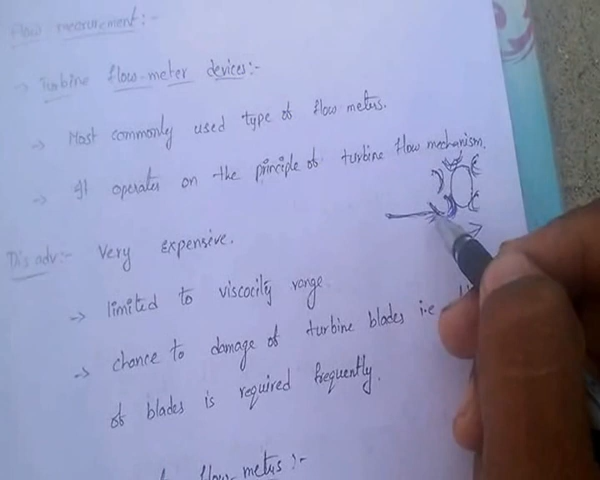 Flow measurement:-
→ Turbine flow-meter devices:-
→ Most commonly used type of flow meters.
→ It operates on the principle of turbine flow mechanism.
Dis adv:- Very expensive.
→ limited to viscocity range
→ chance to damage of turbine blades i.e
of blades is required frequently.
flow-meters:-